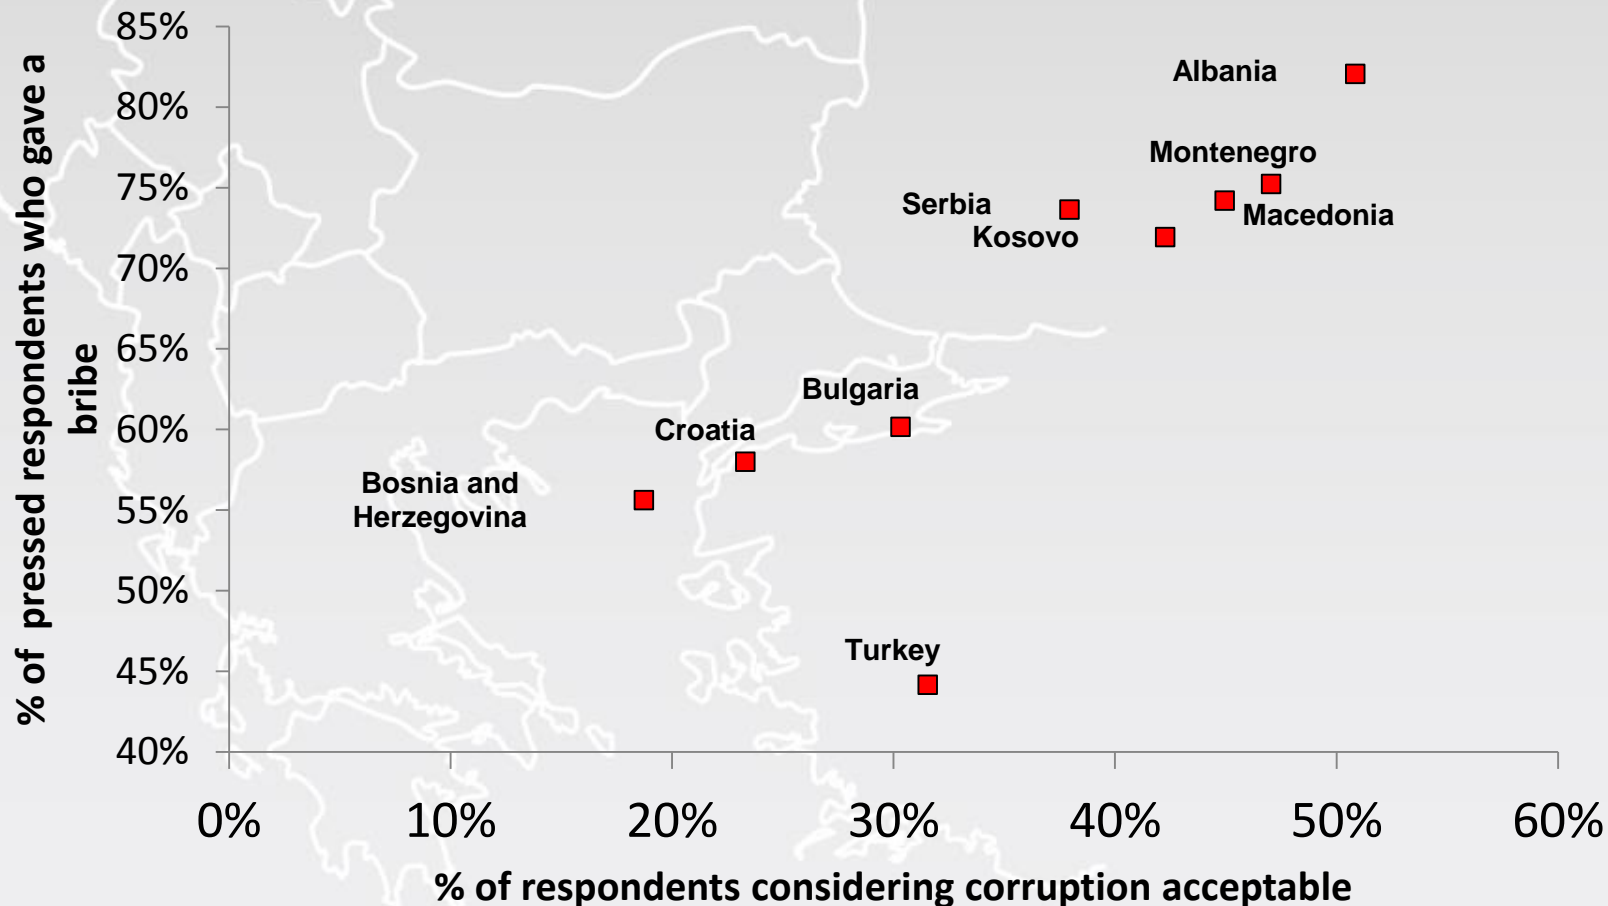 % of pressed respondents who gave a
bribe
85%
80%
75%
70%
65%
60%
55%
50%
45%
40%
Albania
Montenegro
Serbia
Macedonia
Kosovo
Bulgaria
Croatia
Bosnia and
Herzegovina
Turkey
0% 10% 20% 30% 40% 50% 60%
% of respondents considering corruption acceptable